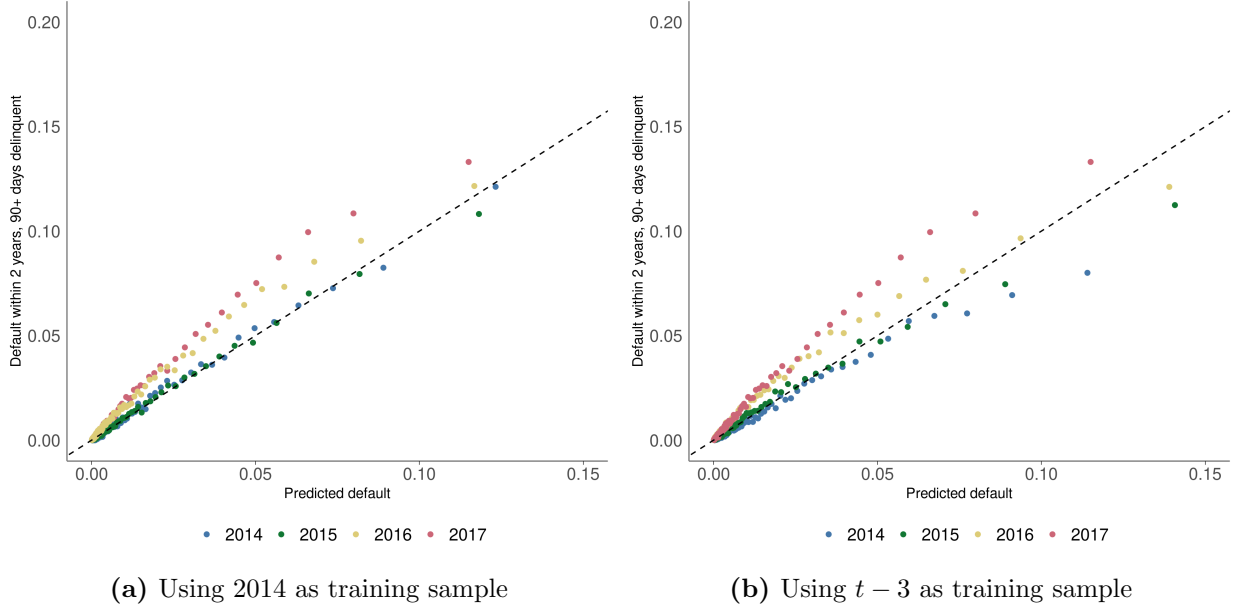 0.20
0.15
0.10
0.05
0.00
Default within 2 years, 90+ days delinquent
0.00 0.05 0.10 0.15
Predicted default
2014 2015 2016 2017
(a) Using 2014 as training sample
0.20
0.15
0.10
0.05
0.00
Default within 2 years, 90+ days delinquent
0.00 0.05 0.10 0.15
Predicted default
2014 2015 2016 2017
(b) Using t − 3 as training sample